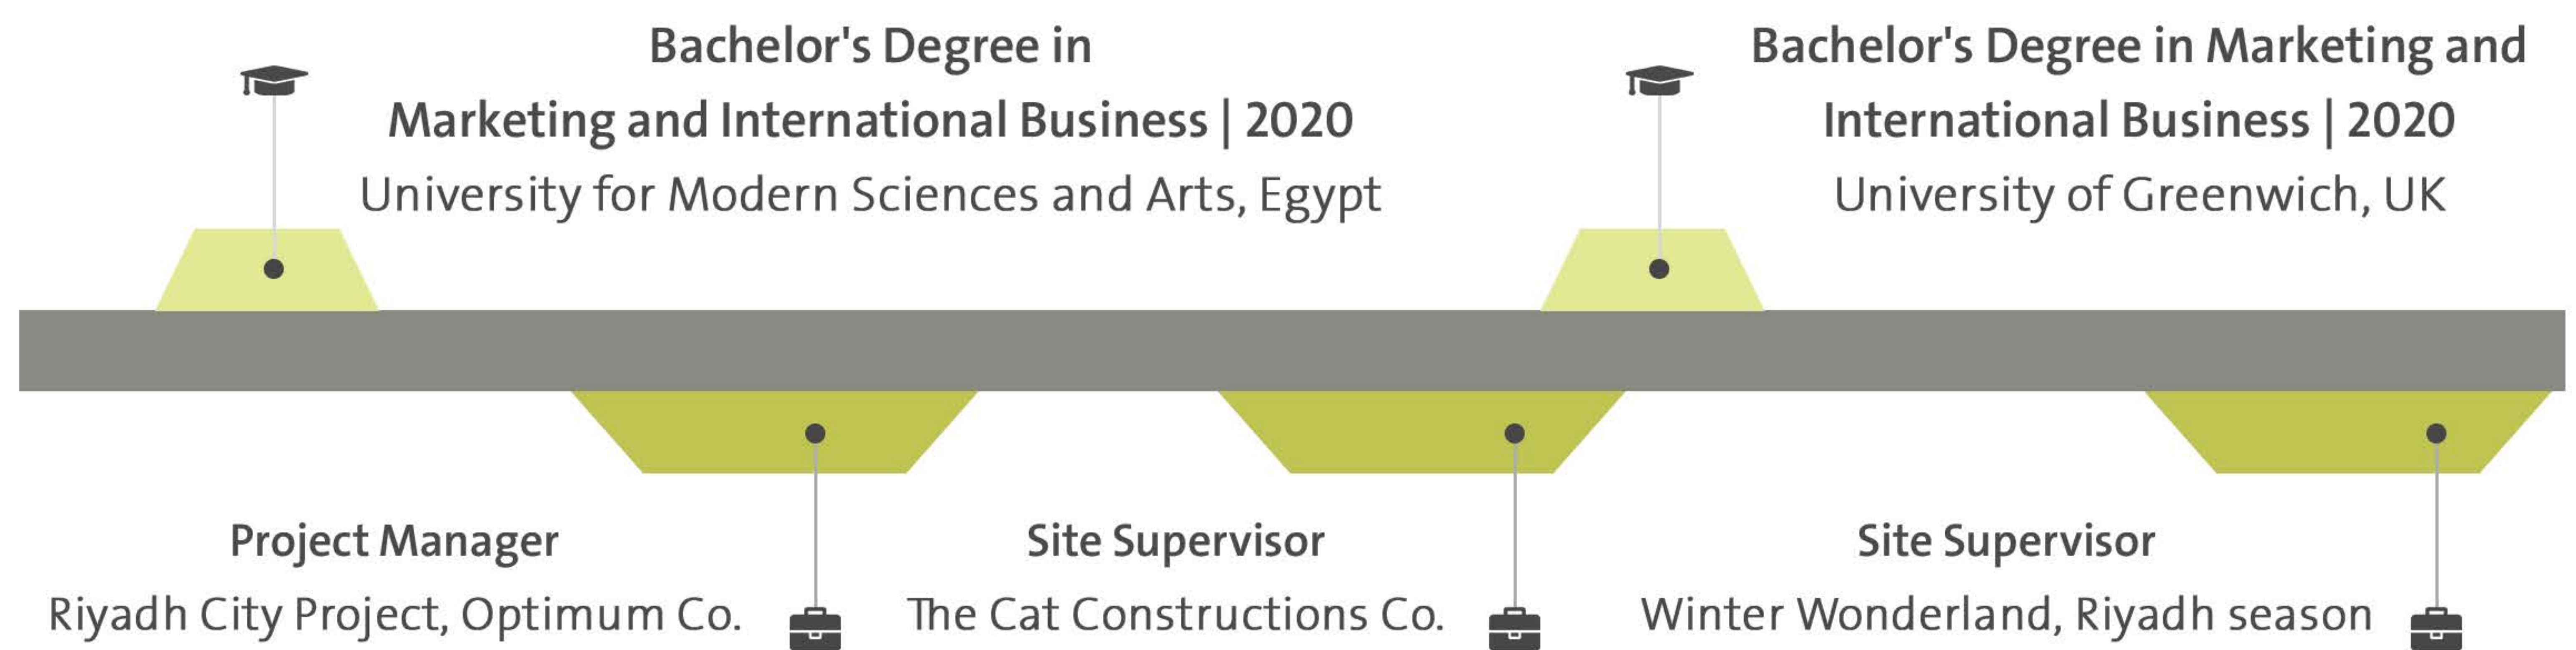 Bachelor's Degree in
Marketing and International Business | 2020
University for Modern Sciences and Arts, Egypt
Bachelor's Degree in Marketing and
International Business | 2020
University of Greenwich, UK
Project Manager
Riyadh City Project, Optimum Co.
Site Supervisor
The Cat Constructions Co.
Site Supervisor
Winter Wonderland, Riyadh season